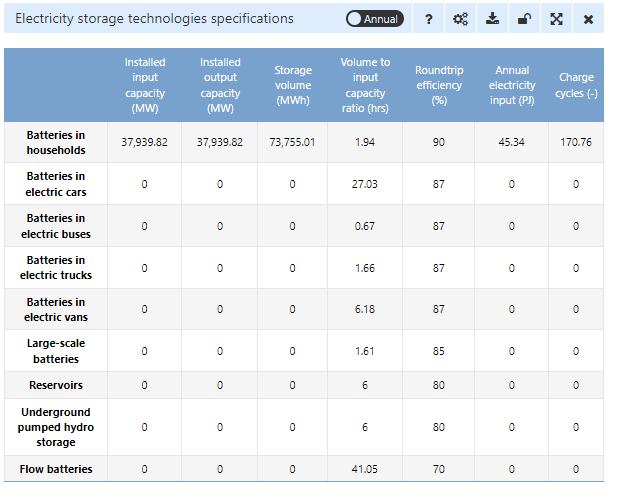 Electricity storage technologies specifications Annual ?
Installed input capacity (MW) Installed output capacity (MW) Storage volume (MWh) Volume to input capacity ratio (hrs) Roundtrip efficiency (%) Annual electricity input (PJ) Charge cycles (-)
Batteries in households 37,939.82 37,939.82 73,755.01 1.94 90 45.34 170.76
Batteries in electric cars 0 0 0 27.03 87 0 0
Batteries in electric buses 0 0 0 0.67 87 0 0
Batteries in electric trucks 0 0 0 1.66 87 0 0
Batteries in electric vans 0 0 0 6.18 87 0 0
Large-scale batteries 0 0 0 1.61 85 0 0
Reservoirs 0 0 0 6 80 0 0
Underground pumped hydro storage 0 0 0 6 80 0 0
Flow batteries 0 0 0 41.05 70 0 0